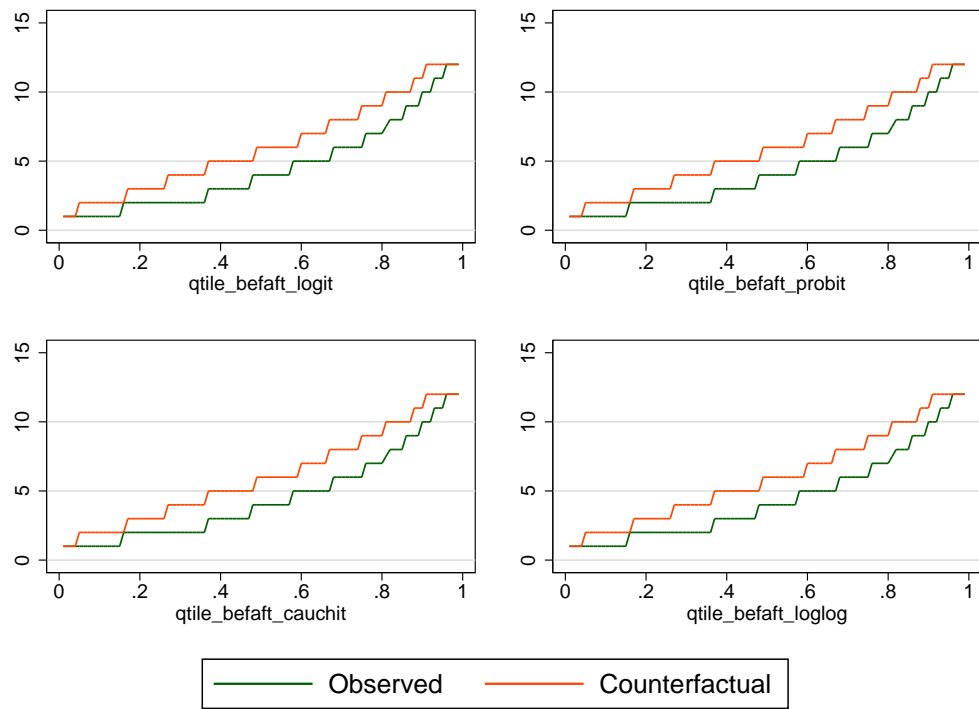 15
10
5
0
0 .2 .4 .6 .8 1
qtile_befaft_logit
15
10
5
0
0 .2 .4 .6 .8 1
qtile_befaft_probit
15
10
5
0
0 .2 .4 .6 .8 1
qtile_befaft_cauchit
15
10
5
0
0 .2 .4 .6 .8 1
qtile_befaft_loglog
Observed Counterfactual